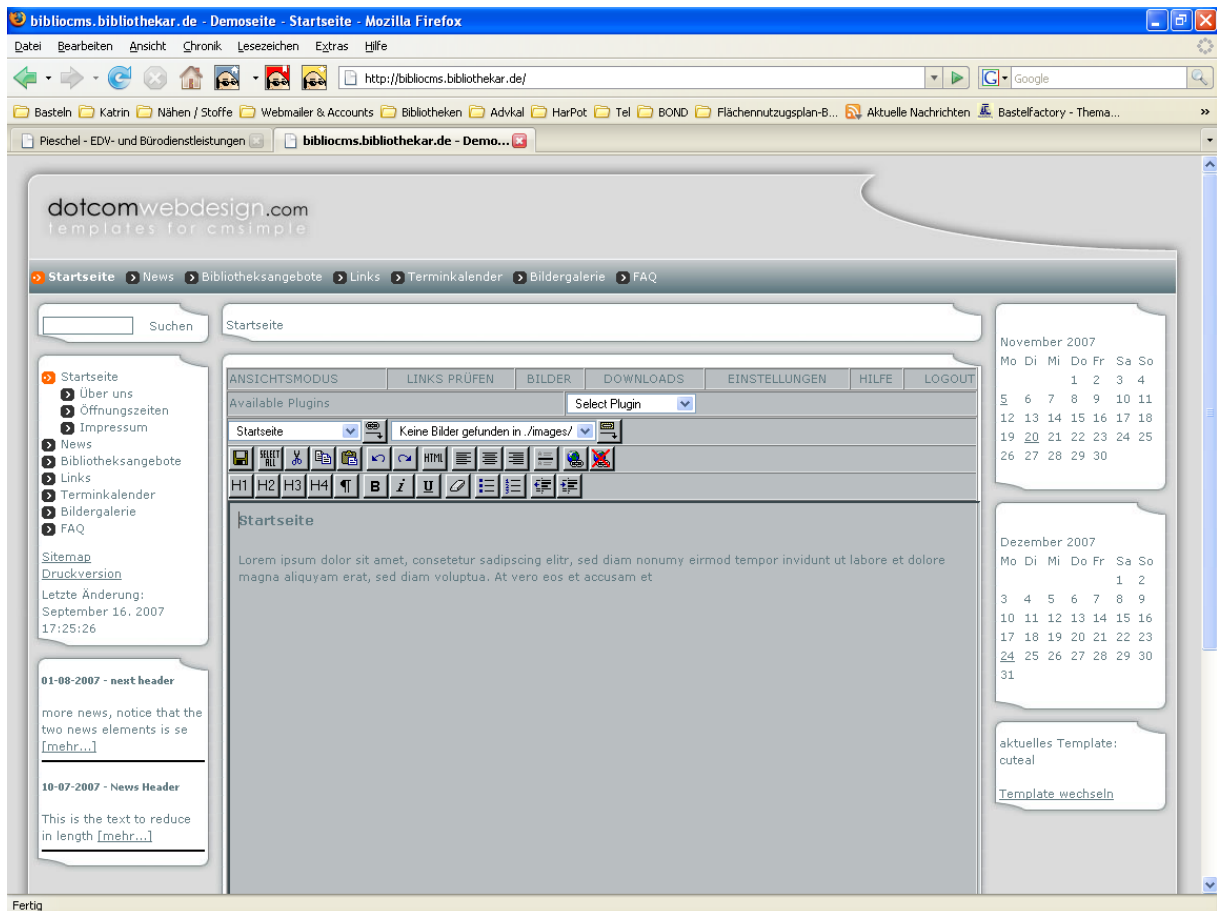 bibliocms.bibliothekar.de - Demoseite - Startseite - Mozilla Firefox
Datei Bearbeiten Ansicht Chronik Lesezeichen Extras Hilfe
http://bibliocms.bibliothekar.de/
G Google
Basteln Katrin Nähen / Stoffe Webmailer & Accounts Bibliotheken Advkal HarPot Tel BOND Flächennutzugsplan-B... Aktuelle Nachrichten BastelFactory - Thema... »
Pieschel - EDV- und Bürodienstleistungen bibliocms.bibliothekar.de - Demo...
dotcomwebdesign.com
templates for cmsimple
Startseite News Bibliotheksangebote Links Terminkalender Bildergalerie FAQ
Suchen
Startseite
Über uns
Öffnungszeiten
Impressum
News
Bibliotheksangebote
Links
Terminkalender
Bildergalerie
FAQ
Sitemap
Druckversion
Letzte Änderung:
September 16. 2007
17:25:26
01-08-2007 - next header
more news, notice that the
two news elements is se
[mehr...]
10-07-2007 - News Header
This is the text to reduce
in length [mehr...]
Startseite
ANSICHTSMODUS LINKS PRÜFEN BILDER DOWNLOADS EINSTELLUNGEN HILFE LOGOUT
Available Plugins Select Plugin
Startseite Keine Bilder gefunden in ./images/
SELECT ALL HTML
H1 H2 H3 H4 ¶ B i U
Startseite
Lorem ipsum dolor sit amet, consetetur sadipscing elitr, sed diam nonumy eirmod tempor invidunt ut labore et dolore
magna aliquyam erat, sed diam voluptua. At vero eos et accusam et
November 2007
Mo Di Mi Do Fr Sa So
1 2 3 4
5 6 7 8 9 10 11
12 13 14 15 16 17 18
19 20 21 22 23 24 25
26 27 28 29 30
Dezember 2007
Mo Di Mi Do Fr Sa So
1 2
3 4 5 6 7 8 9
10 11 12 13 14 15 16
17 18 19 20 21 22 23
24 25 26 27 28 29 30
31
aktuelles Template:
cuteal
Template wechseln
Fertig